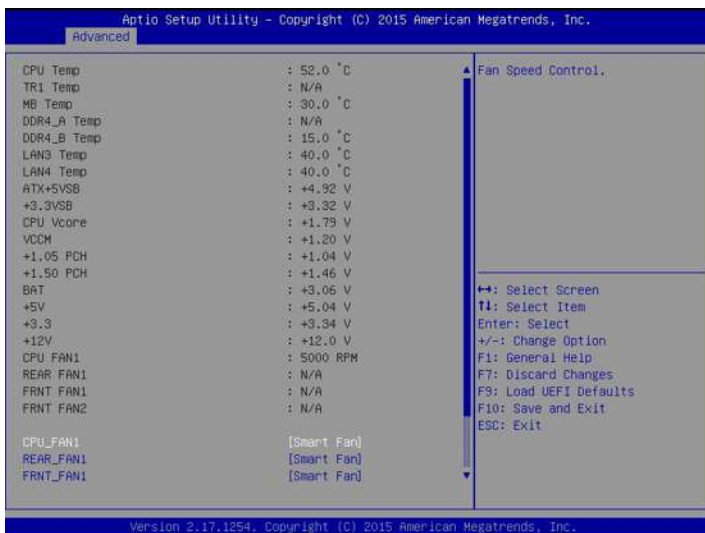 Aptio Setup Utility – Copyright (C) 2015 American Megatrends, Inc.
Advanced
CPU Temp : 52.0 °C
TR1 Temp : N/A
MB Temp : 30.0 °C
DDR4_A Temp : N/A
DDR4_B Temp : 15.0 °C
LAN3 Temp : 40.0 °C
LAN4 Temp : 40.0 °C
ATX+5VSB : +4.92 V
+3.3VSB : +3.32 V
CPU Vcore : +1.79 V
VCCM : +1.20 V
+1.05 PCH : +1.04 V
+1.50 PCH : +1.46 V
BAT : +3.06 V
+5V : +5.04 V
+3.3 : +3.34 V
+12V : +12.0 V
CPU FAN1 : 5000 RPM
REAR FAN1 : N/A
FRNT FAN1 : N/A
FRNT FAN2 : N/A
CPU_FAN1 [Smart Fan]
REAR_FAN1 [Smart Fan]
FRNT_FAN1 [Smart Fan]
Fan Speed Control.
↔: Select Screen
↑↓: Select Item
Enter: Select
+/-: Change Option
F1: General Help
F7: Discard Changes
F9: Load UEFI Defaults
F10: Save and Exit
ESC: Exit
Version 2.17.1254. Copyright (C) 2015 American Megatrends, Inc.